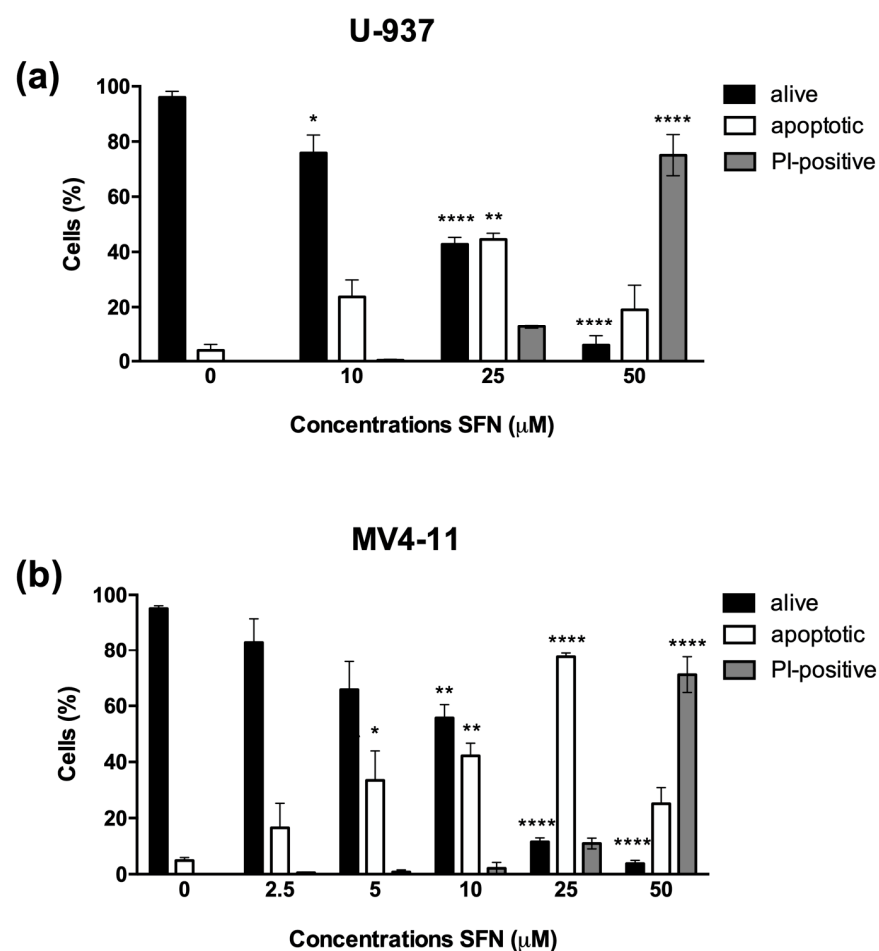 U-937
(a)
100
80
60
40
20
0
Cells (%)
*
****
**
****
****
alive
apoptotic
PI-positive
0 10 25 50
Concentrations SFN (μM)
MV4-11
(b)
100
80
60
40
20
0
Cells (%)
*
**
**
****
****
****
****
alive
apoptotic
PI-positive
0 2.5 5 10 25 50
Concentrations SFN (μM)